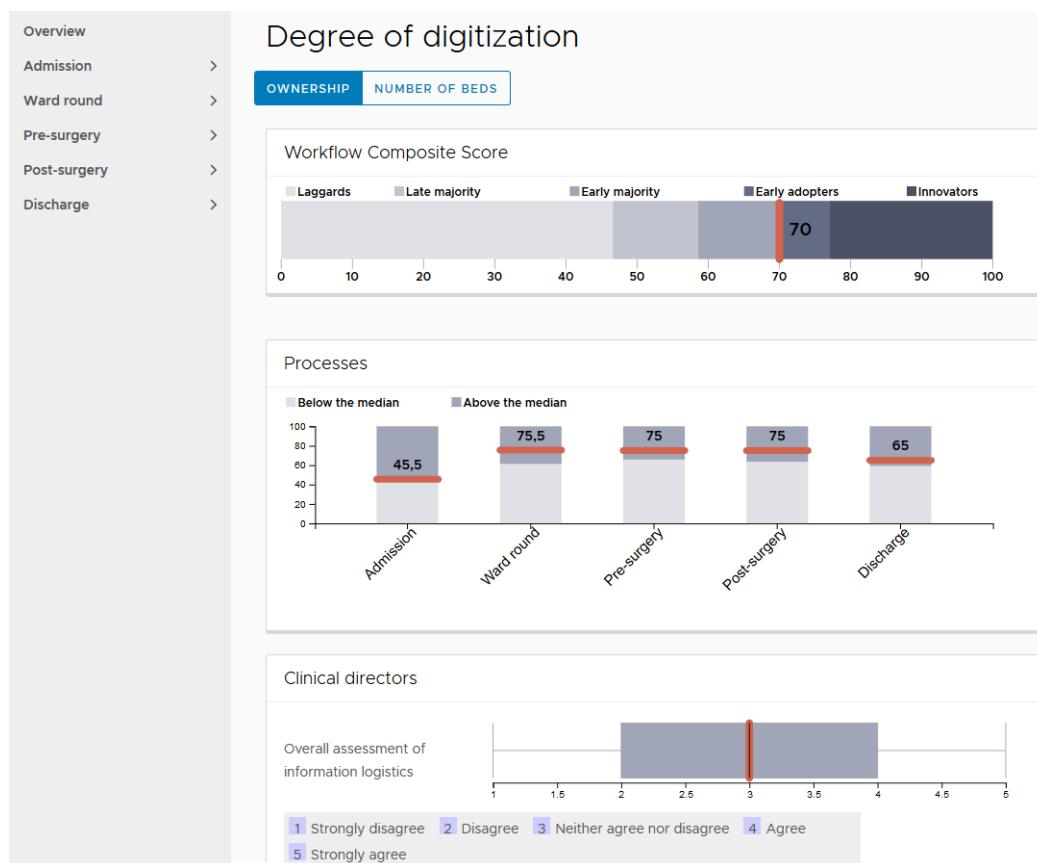 Overview
Admission
Ward round
Pre-surgery
Post-surgery
Discharge
Degree of digitization
OWNERSHIP NUMBER OF BEDS
Workflow Composite Score
Laggards Late majority Early majority Early adopters Innovators
70
0 10 20 30 40 50 60 70 80 90 100
Processes
Below the median Above the median
100
80
60
40
20
0
45,5 75,5 75 75 65
Admission Ward round Pre-surgery Post-surgery Discharge
Clinical directors
Overall assessment of
information logistics
1 1.5 2 2.5 3 3.5 4 4.5 5
1 Strongly disagree 2 Disagree 3 Neither agree nor disagree 4 Agree
5 Strongly agree